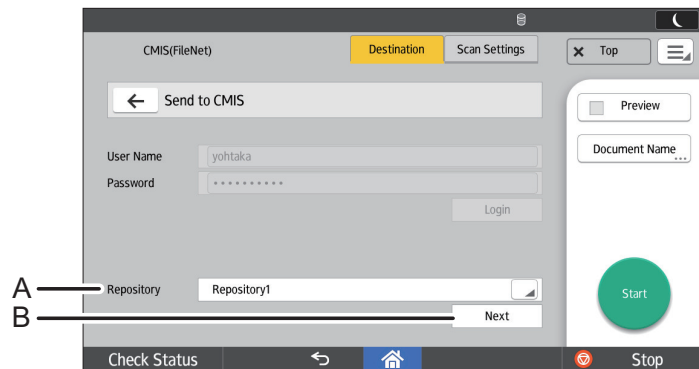 CMIS(FileNet)
Destination
Scan Settings
Top
Send to CMIS
Preview
Document Name
...
User Name
yohtaka
Password
••••••••••
Login
A
Repository
Repository1
Start
B
Next
Check Status
Stop